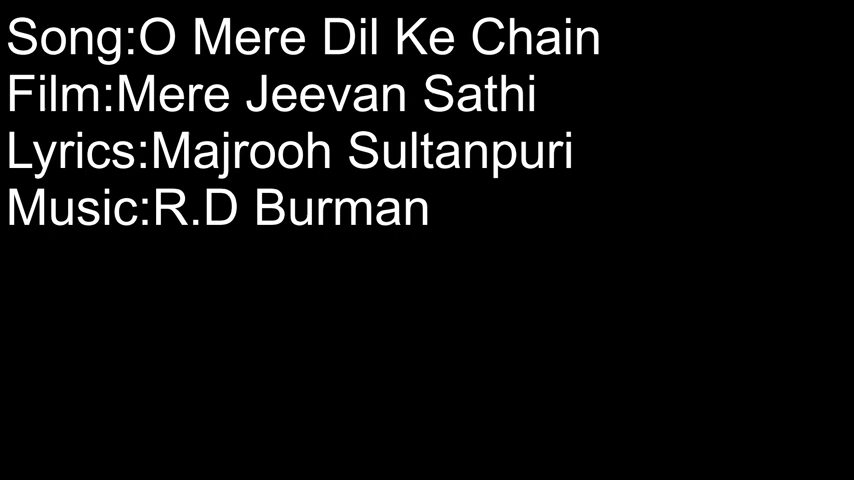 Song:O Mere Dil Ke Chain
Film:Mere Jeevan Sathi
Lyrics:Majrooh Sultanpuri
Music:R.D Burman